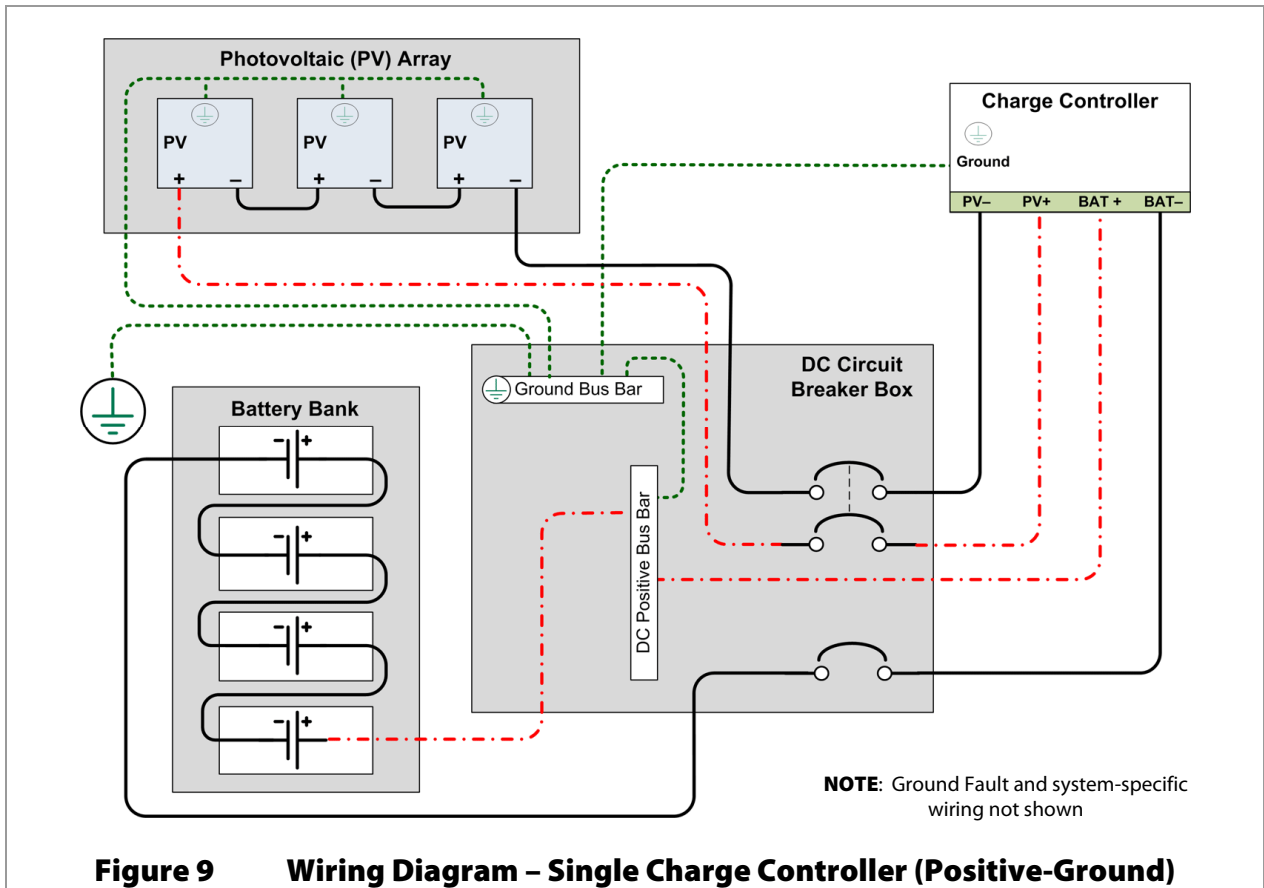 Photovoltaic (PV) Array
PV
PV
PV
+ –
+ –
+ –
Charge Controller
Ground
PV– PV+ BAT + BAT–
DC Circuit
Breaker Box
Ground Bus Bar
DC Positive Bus Bar
Battery Bank
- +
- +
- +
- +
NOTE: Ground Fault and system-specific
wiring not shown
Figure 9 Wiring Diagram – Single Charge Controller (Positive-Ground)